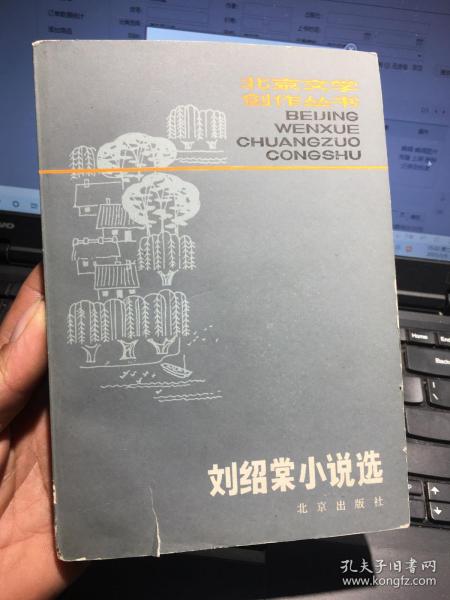 北京文学
创作丛书
BEIJING
WENXUE
CHUANGZUO
CONGSHU
刘绍棠小说选
北京出版社
Home
孔夫子旧书网
www.kongfz.com